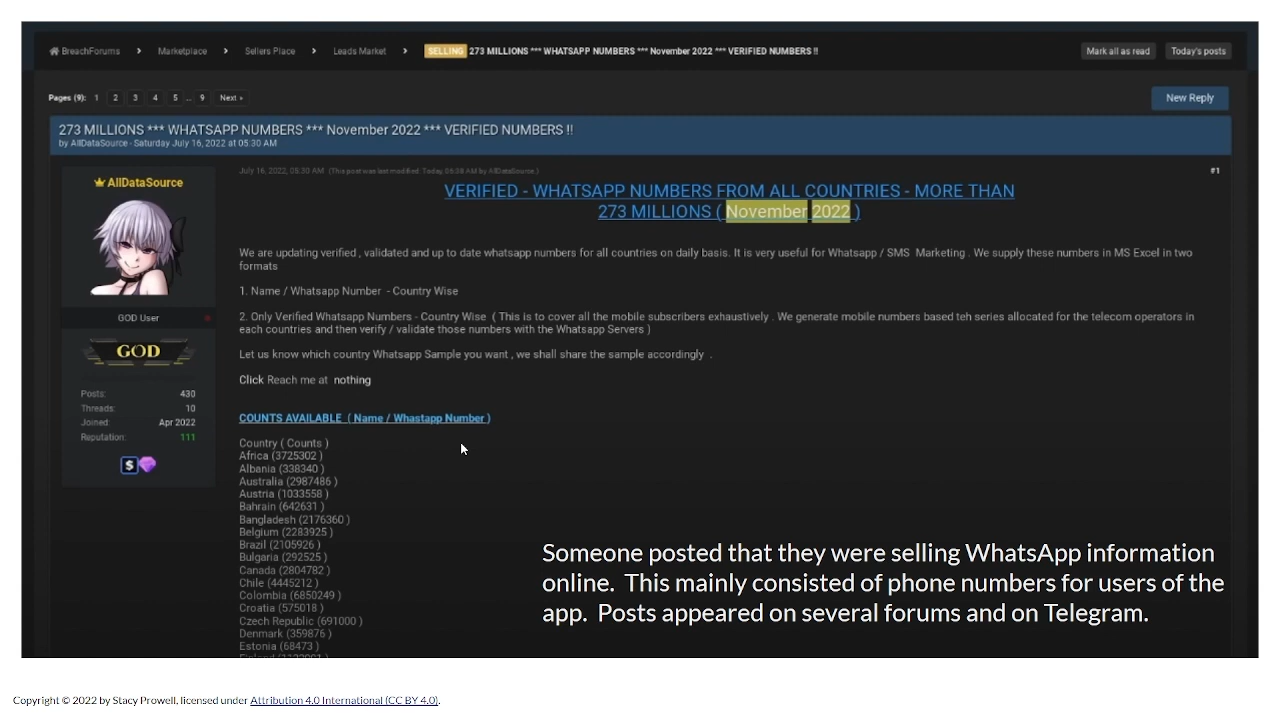 BreachForums > Marketplace > Sellers Place > Leads Market > SELLING 273 MILLIONS *** WHATSAPP NUMBERS *** November 2022 *** VERIFIED NUMBERS !! Mark all as read Today's posts
Pages (9): 1 2 3 4 5 ... 9 Next » New Reply
273 MILLIONS *** WHATSAPP NUMBERS *** November 2022 *** VERIFIED NUMBERS !!
by AllDataSource - Saturday July 16, 2022 at 05:30 AM
AllDataSource
GOD User
GOD
Posts: 430
Threads: 10
Joined: Apr 2022
Reputation: 111
$
July 16, 2022, 05:30 AM (This post was last modified: Today, 06:38 AM by AllDataSource.) #1
VERIFIED - WHATSAPP NUMBERS FROM ALL COUNTRIES - MORE THAN
273 MILLIONS ( November 2022 )
We are updating verified , validated and up to date whatsapp numbers for all countries on daily basis. It is very useful for Whatsapp / SMS Marketing . We supply these numbers in MS Excel in two
formats
1. Name / Whatsapp Number - Country Wise
2. Only Verified Whatsapp Numbers - Country Wise ( This is to cover all the mobile subscribers exhaustively . We generate mobile numbers based teh series allocated for the telecom operators in
each countries and then verify / validate those numbers with the Whatsapp Servers )
Let us know which country Whatsapp Sample you want , we shall share the sample accordingly .
Click Reach me at nothing
COUNTS AVAILABLE ( Name / Whastapp Number )
Country ( Counts )
Africa (3725302 )
Albania (338340 )
Australia (2987486 )
Austria (1033558 )
Bahrain (642631 )
Bangladesh (2176360 )
Belgium (2283925 )
Brazil (2105926 )
Bulgaria (292525 )
Canada (2804782 )
Chile (4445212 )
Colombia (6850249 )
Croatia (575018 )
Czech Republic (691000 )
Denmark (359876 )
Estonia (68473 )
Someone posted that they were selling WhatsApp information
online. This mainly consisted of phone numbers for users of the
app. Posts appeared on several forums and on Telegram.
Copyright © 2022 by Stacy Prowell, licensed under Attribution 4.0 International (CC BY 4.0).